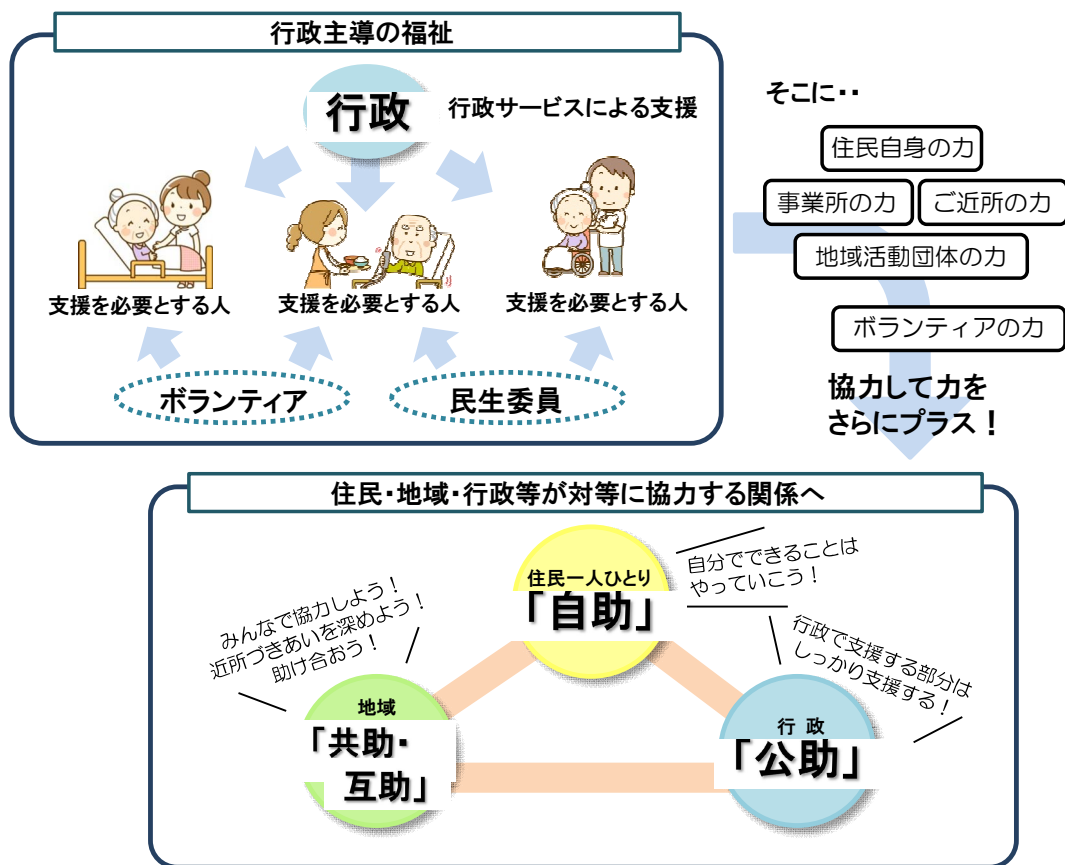 行政主導の福祉
行政
行政サービスによる支援
支援を必要とする人
支援を必要とする人
支援を必要とする人
ボランティア
民生委員
そこに・・
住民自身の力
事業所の力
ご近所の力
地域活動団体の力
ボランティアの力
協力して力を
さらにプラス！
住民・地域・行政等が対等に協力する関係へ
住民一人ひとり
「自助」
自分でできることは
やっていこう！
みんなで協力しよう！
近所づきあいを深めよう！
助け合おう！
地域
「共助・
互助」
行政で支援する部分は
しっかり支援する！
行 政
「公助」